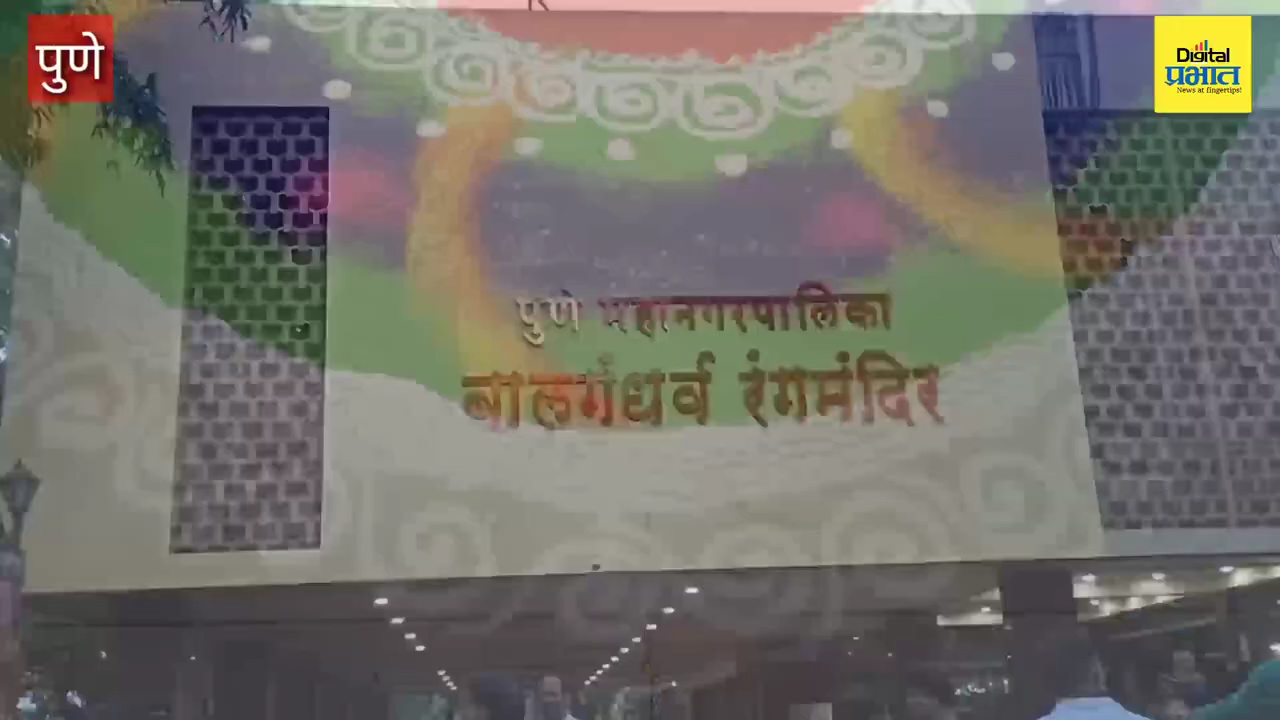 पुणे
Digital
प्रभात
News at fingertips!
पुणे महानगरपालिका
बालगंधर्व रंगमंदिर